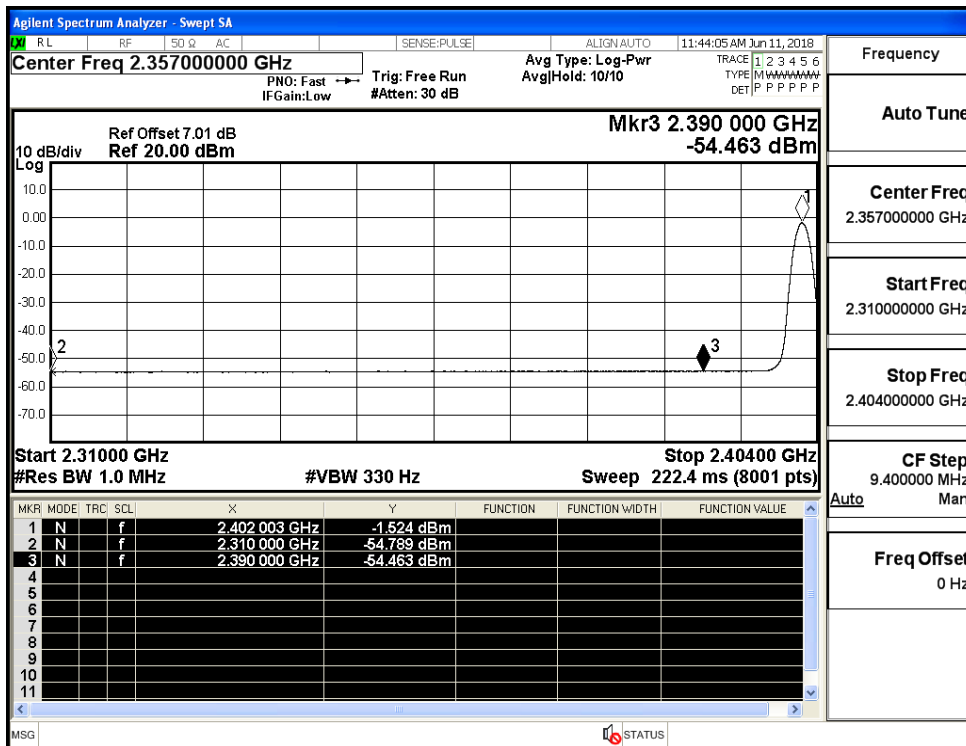 Agilent Spectrum Analyzer - Swept SA
LXI RL RF 50 Ω AC SENSE:PULSE ALIGNAUTO 11:44:05 AM Jun 11, 2018
Center Freq 2.357000000 GHz
PNO: Fast
IFGain:Low
Trig: Free Run
#Atten: 30 dB
Avg Type: Log-Pwr
Avg|Hold: 10/10
TRACE 1 2 3 4 5 6
TYPE M
DET P P P P P P
Ref Offset 7.01 dB
10 dB/div Ref 20.00 dBm
Log
Mkr3 2.390 000 GHz
-54.463 dBm
10.0
0.00
-10.0
-20.0
-30.0
-40.0
-50.0
-60.0
-70.0
1
2
3
Start 2.31000 GHz Stop 2.40400 GHz
#Res BW 1.0 MHz #VBW 330 Hz Sweep 222.4 ms (8001 pts)
MKR MODE TRC SCL X Y FUNCTION FUNCTION WIDTH FUNCTION VALUE
1 N f 2.402 003 GHz -1.524 dBm
2 N f 2.310 000 GHz -54.789 dBm
3 N f 2.390 000 GHz -54.463 dBm
4
5
6
7
8
9
10
11
MSG STATUS
Frequency
Auto Tune
Center Freq
2.357000000 GHz
Start Freq
2.310000000 GHz
Stop Freq
2.404000000 GHz
CF Step
9.400000 MHz
Auto Man
Freq Offset
0 Hz